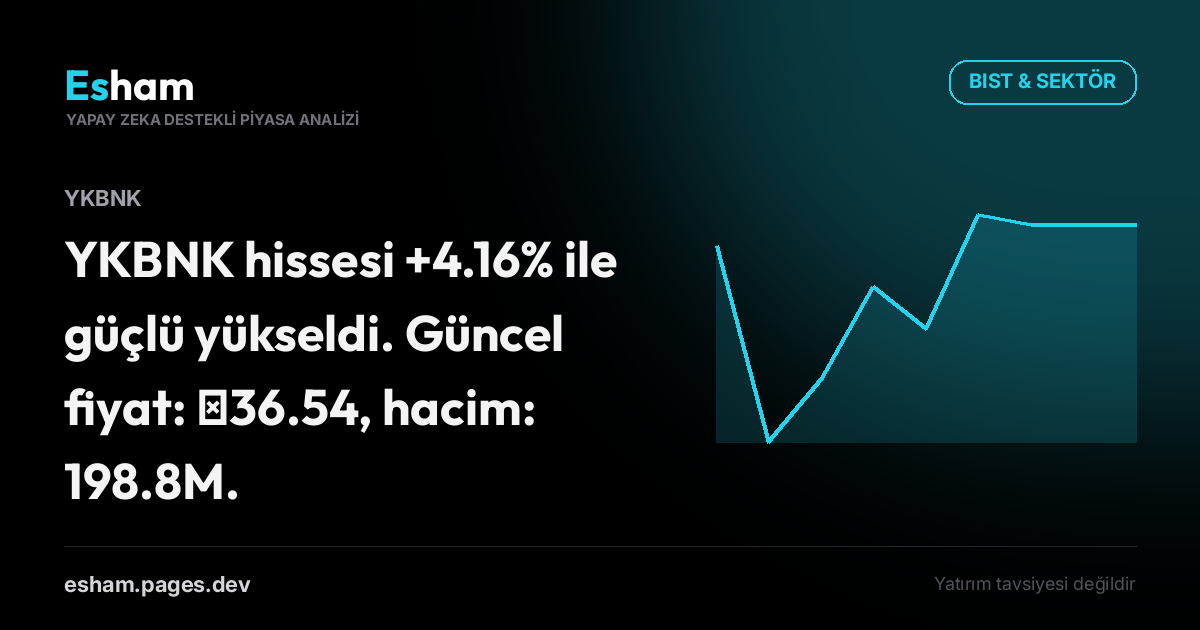 Esham
YAPAY ZEKA DESTEKLİ PİYASA ANALİZİ
BIST & SEKTÖR
YKBNK
YKBNK hissesi +4.16% ile
güçlü yükseldi. Güncel
fiyat: 36.54, hacim:
198.8M.
esham.pages.dev
Yatırım tavsiyesi değildir